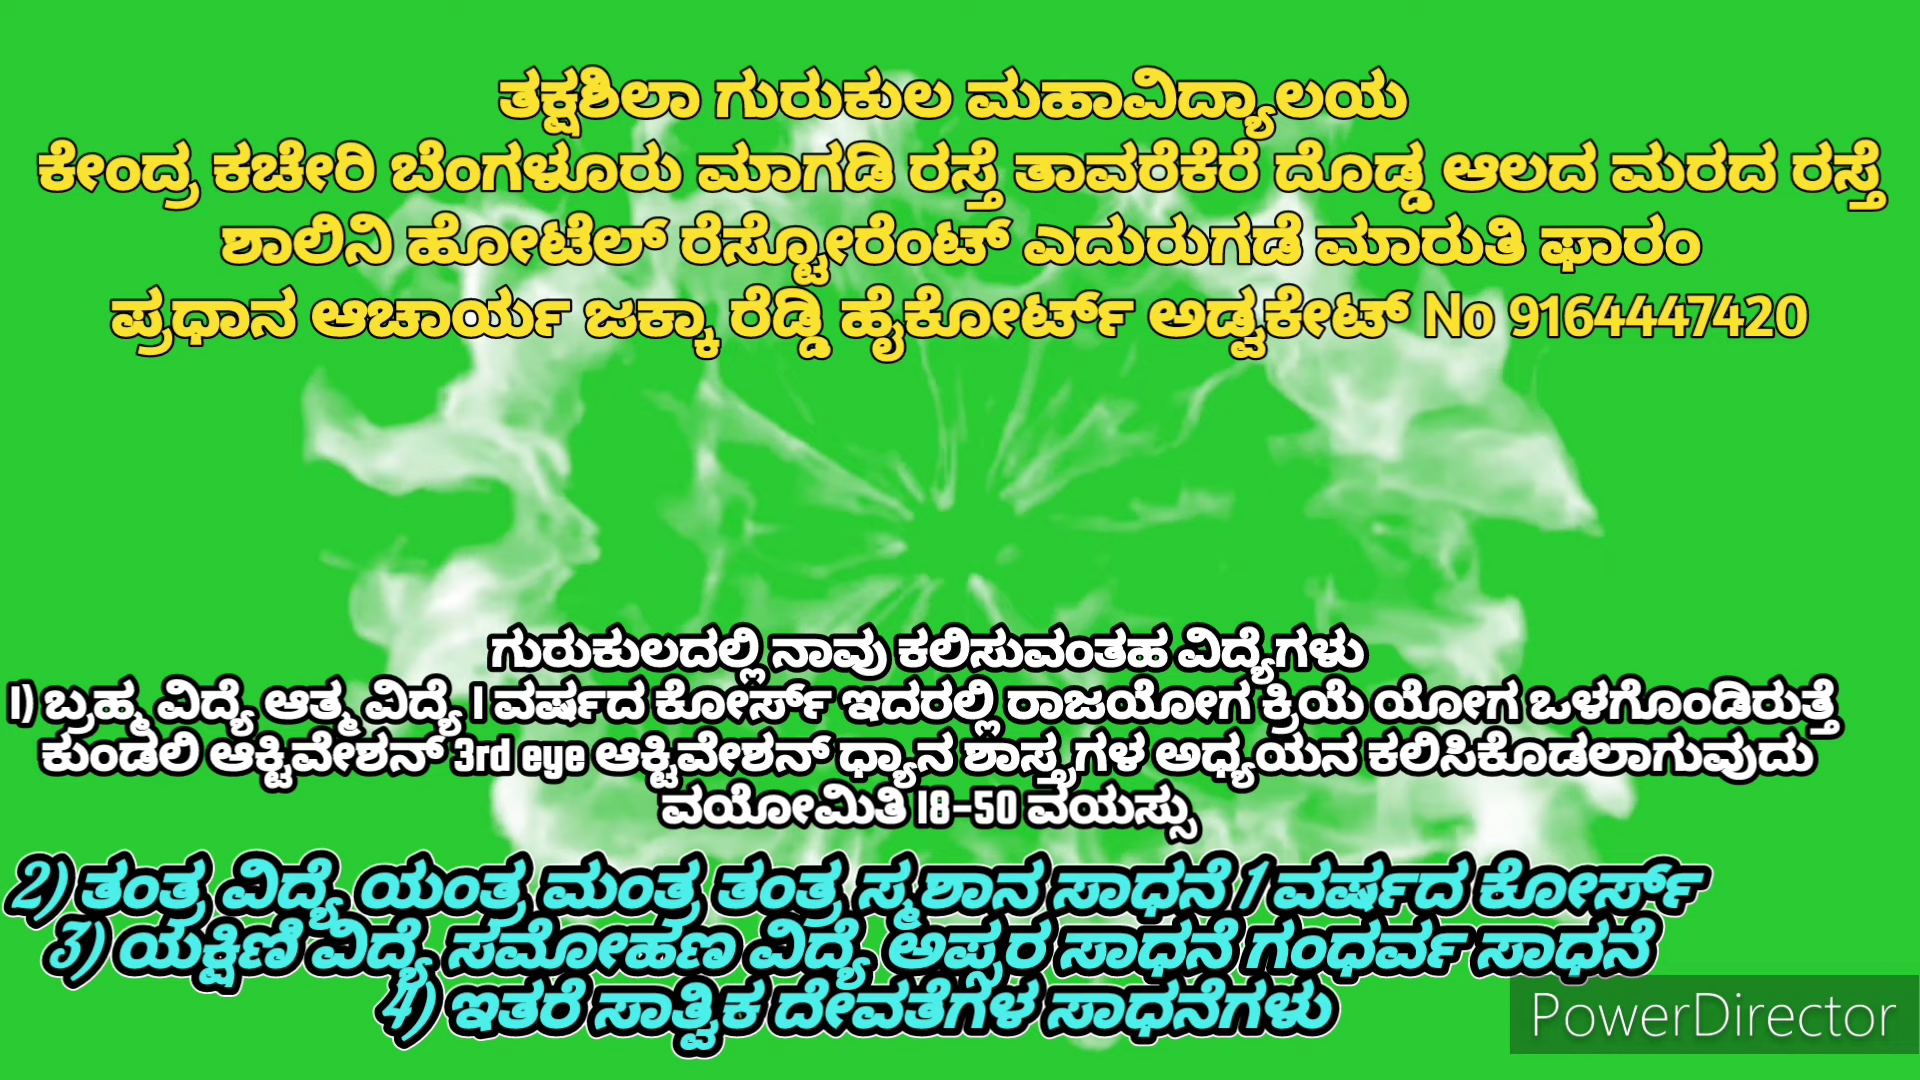 ತಕ್ಷಶಿಲಾ ಗುರುಕುಲ ಮಹಾವಿದ್ಯಾಲಯ
ಕೇಂದ್ರ ಕಚೇರಿ ಬೆಂಗಳೂರು ಮಾಗಡಿ ರಸ್ತೆ ತಾವರೆಕೆರೆ ದೊಡ್ಡ ಆಲದ ಮರದ ರಸ್ತೆ
ಶಾಲಿನಿ ಹೋಟೆಲ್ ರೆಸ್ಟೋರೆಂಟ್ ಎದುರುಗಡೆ ಮಾರುತಿ ಫಾರಂ
ಪ್ರಧಾನ ಆಚಾರ್ಯ ಜಕ್ಕಾ ರೆಡ್ಡಿ ಹೈಕೋರ್ಟ್ ಅಡ್ವಕೇಟ್ No 9164447420
ಗುರುಕುಲದಲ್ಲಿ ನಾವು ಕಲಿಸುವಂತಹ ವಿದ್ಯೆಗಳು
1) ಬ್ರಹ್ಮ ವಿದ್ಯೆ ಆತ್ಮ ವಿದ್ಯೆ 1 ವರ್ಷದ ಕೋರ್ಸ್ ಇದರಲ್ಲಿ ರಾಜಯೋಗ ಕ್ರಿಯೆ ಯೋಗ ಒಳಗೊಂಡಿರುತ್ತೆ
ಕುಂಡಲಿ ಆಕ್ಟಿವೇಶನ್ 3rd eye ಆಕ್ಟಿವೇಶನ್ ಧ್ಯಾನ ಶಾಸ್ತ್ರಗಳ ಅಧ್ಯಯನ ಕಲಿಸಿಕೊಡಲಾಗುವುದು
ವಯೋಮಿತಿ 18-50 ವಯಸ್ಸು
2) ತಂತ್ರ ವಿದ್ಯೆ ಯಂತ್ರ ಮಂತ್ರ ತಂತ್ರ ಸ್ಮಶಾನ ಸಾಧನೆ 1 ವರ್ಷದ ಕೋರ್ಸ್
3) ಯಕ್ಷಿಣಿ ವಿದ್ಯೆ ಸಮೋಹಣ ವಿದ್ಯೆ ಅಪ್ಸರ ಸಾಧನೆ ಗಂಧರ್ವ ಸಾಧನೆ
4) ಇತರೆ ಸಾತ್ವಿಕ ದೇವತೆಗಳ ಸಾಧನೆಗಳು
PowerDirector